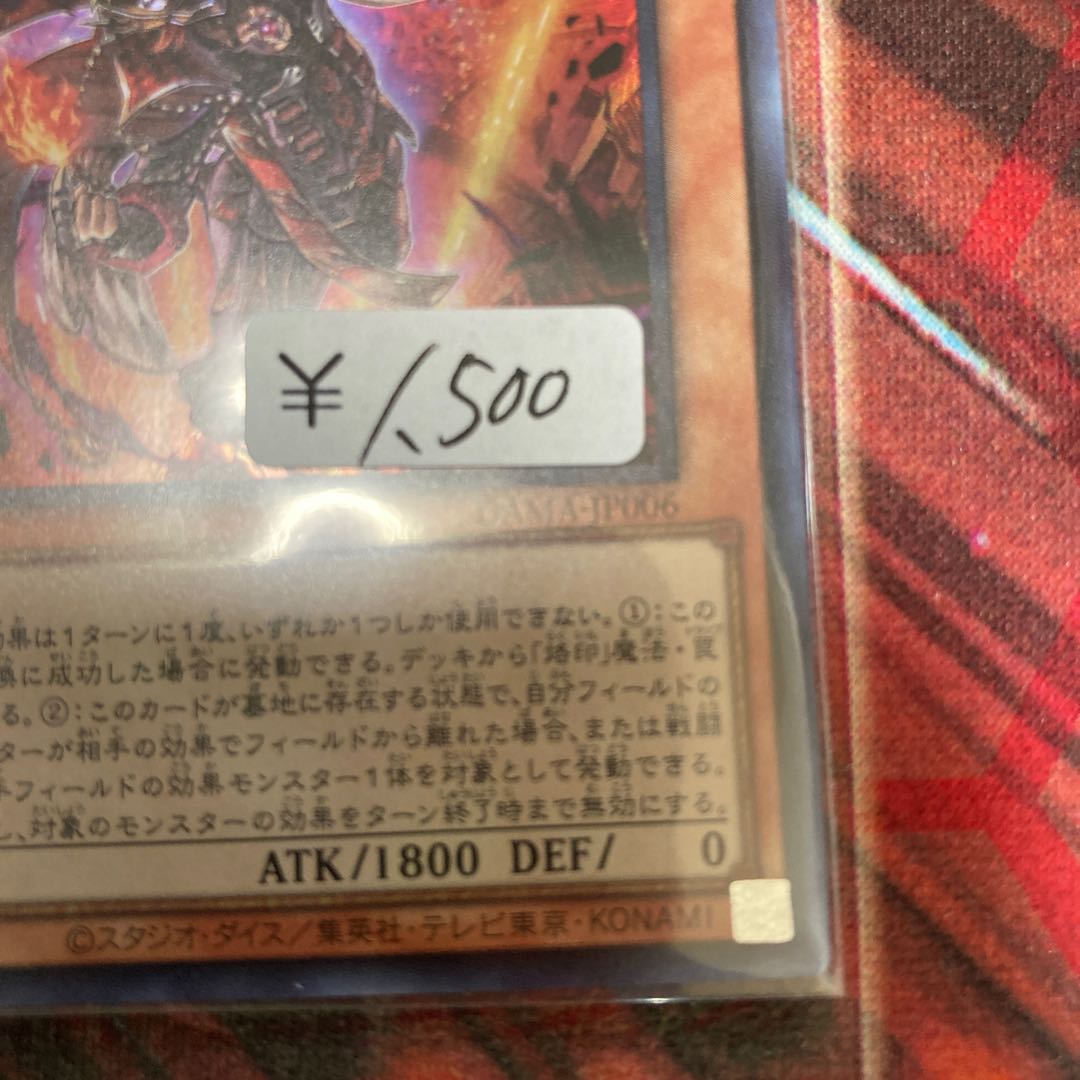 ¥1,500
DAMA-JP006
効果は1ターンに1度、いずれか1つしか使用できない。①:この
喚に成功した場合に発動できる。デッキから「烙印」魔法・罠
る。②:このカードが墓地に存在する状態で、自分フィールドの
ターが相手の効果でフィールドから離れた場合、または戦闘
手フィールドの効果モンスター1体を対象として発動できる。
し、対象のモンスターの効果をターン終了時まで無効にする。
ATK/1800 DEF/ 0
©スタジオ・ダイス/集英社・テレビ東京・KONAMI